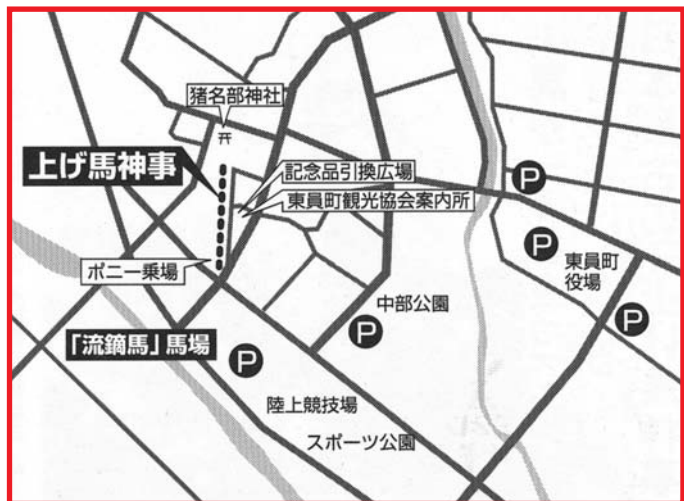 猪名部神社
上げ馬神事
記念品引換広場
東員町観光協会案内所
P
P
東員町
役場
ポニー乗場
中部公園
P
P
「流鏑馬」馬場
P
陸上競技場
スポーツ公園